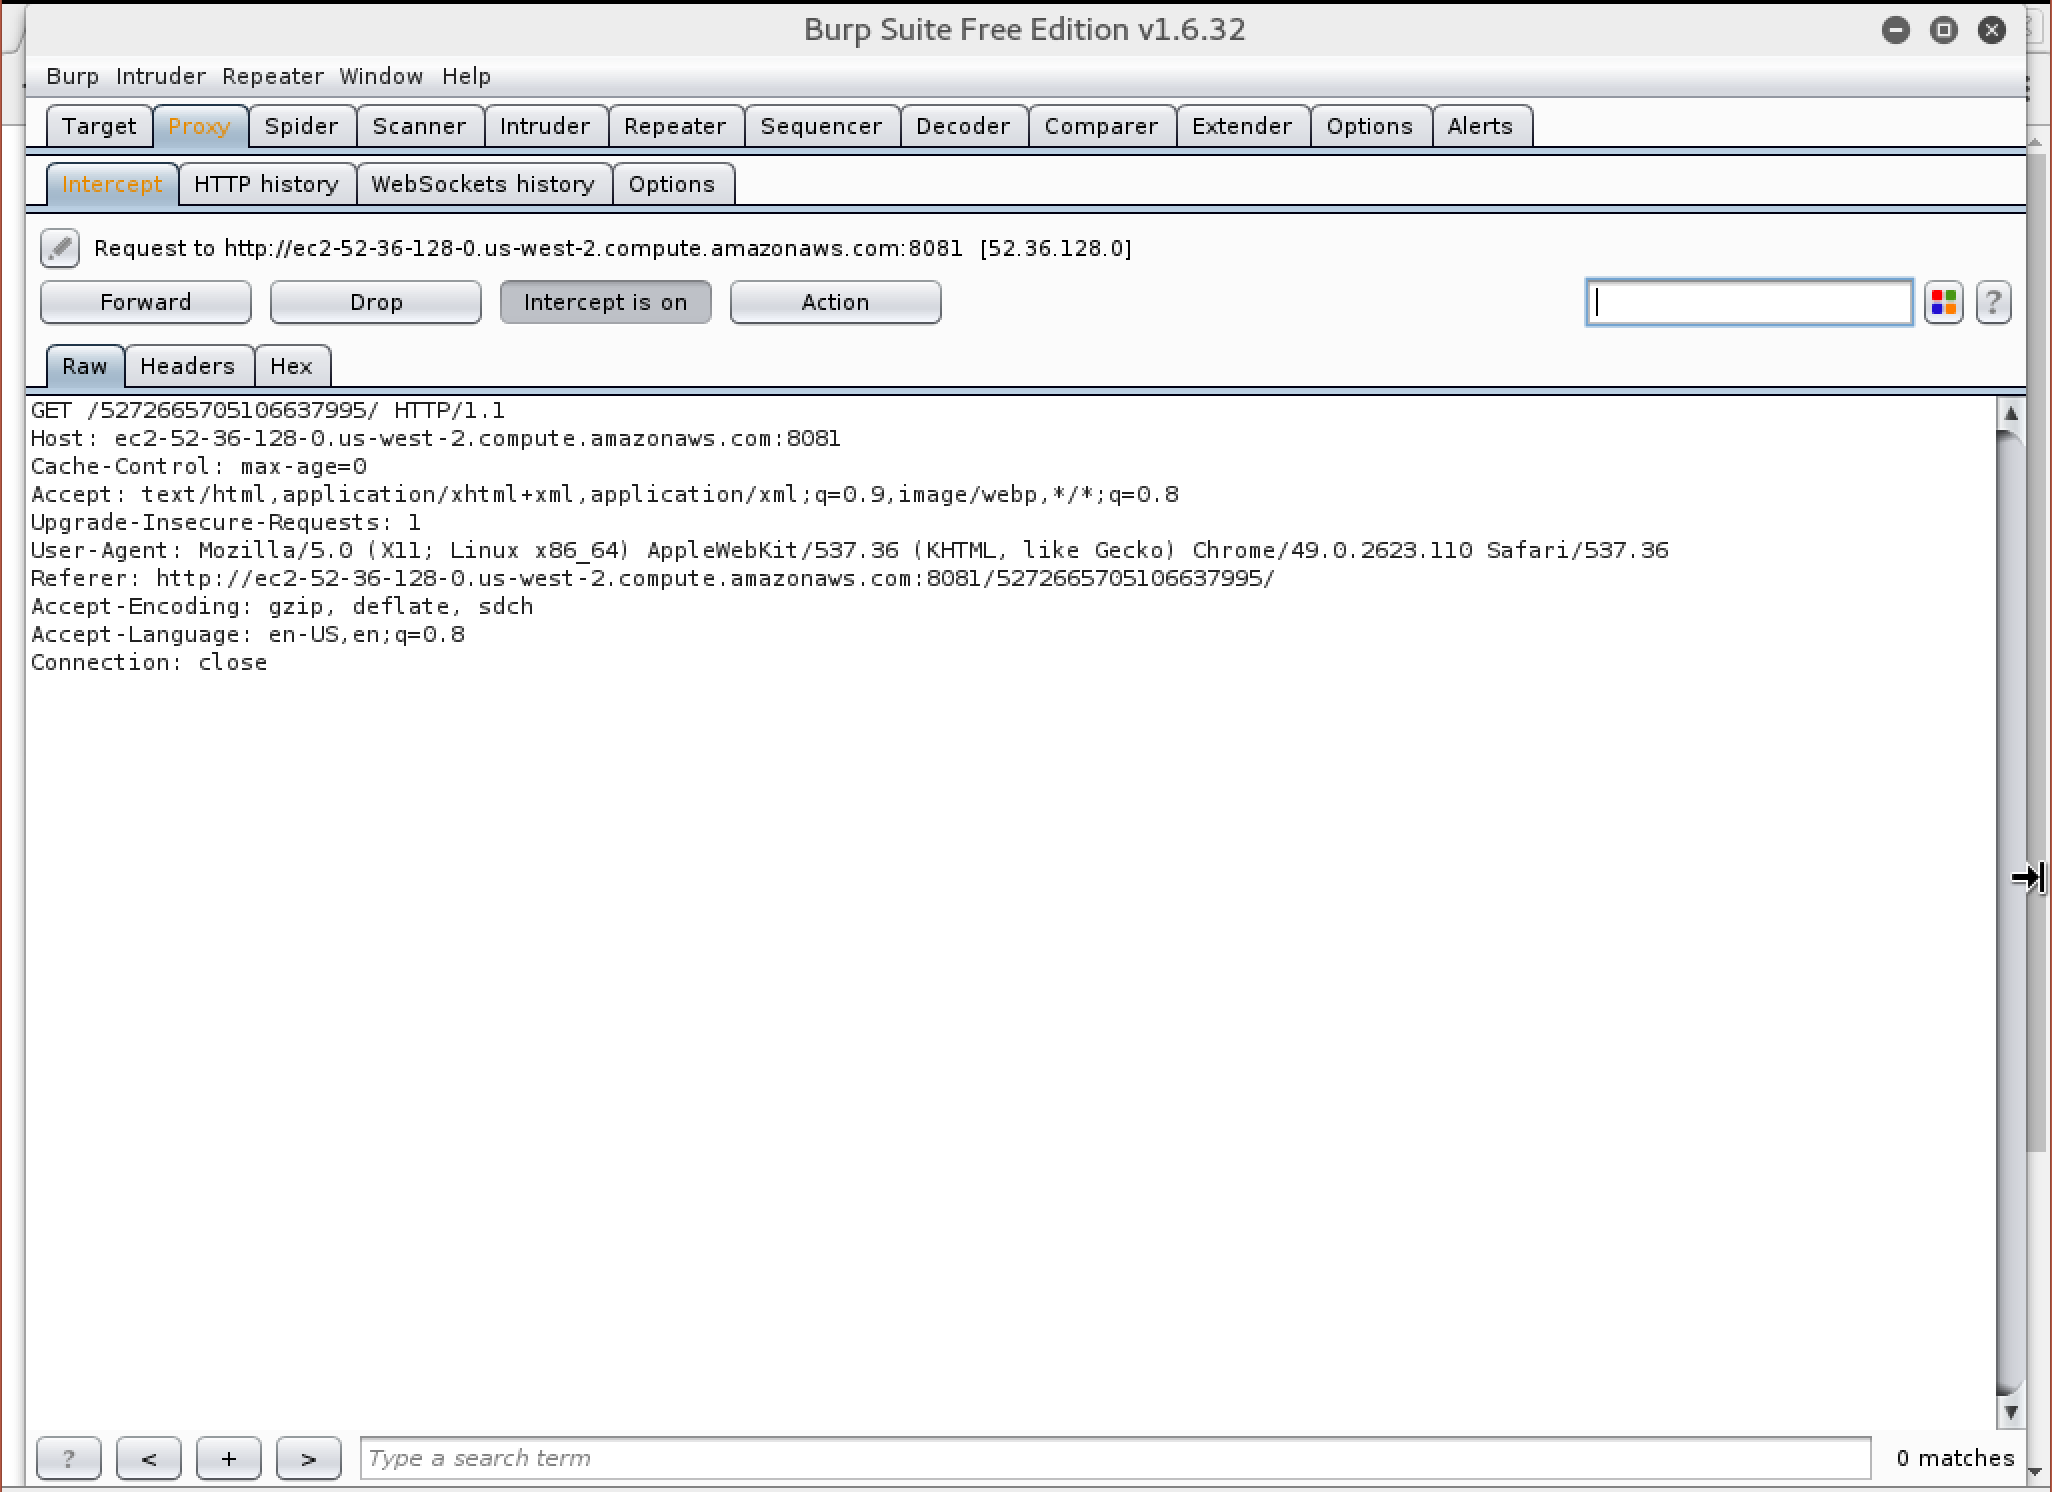 Burp Suite Free Edition v1.6.32
Burp Intruder Repeater Window Help
Target Proxy Spider Scanner Intruder Repeater Sequencer Decoder Comparer Extender Options Alerts
Intercept HTTP history WebSockets history Options
Request to http://ec2-52-36-128-0.us-west-2.compute.amazonaws.com:8081 [52.36.128.0]
Forward Drop Intercept is on Action ?
Raw Headers Hex
GET /5272665705106637995/ HTTP/1.1
Host: ec2-52-36-128-0.us-west-2.compute.amazonaws.com:8081
Cache-Control: max-age=0
Accept: text/html,application/xhtml+xml,application/xml;q=0.9,image/webp,*/*;q=0.8
Upgrade-Insecure-Requests: 1
User-Agent: Mozilla/5.0 (X11; Linux x86_64) AppleWebKit/537.36 (KHTML, like Gecko) Chrome/49.0.2623.110 Safari/537.36
Referer: http://ec2-52-36-128-0.us-west-2.compute.amazonaws.com:8081/5272665705106637995/
Accept-Encoding: gzip, deflate, sdch
Accept-Language: en-US,en;q=0.8
Connection: close
? < + > Type a search term 0 matches